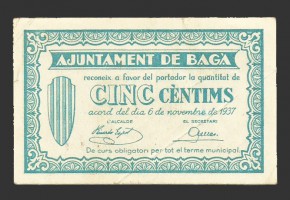 AJUNTAMENT DE BAGÀ
reconeix a favor del portador la quantitat de
CINC CÈNTIMS
acord del dia 6 de novembre de 1937
L'ALCALDE EL SECRETARI
De curs obligatori per tot el terme municipal